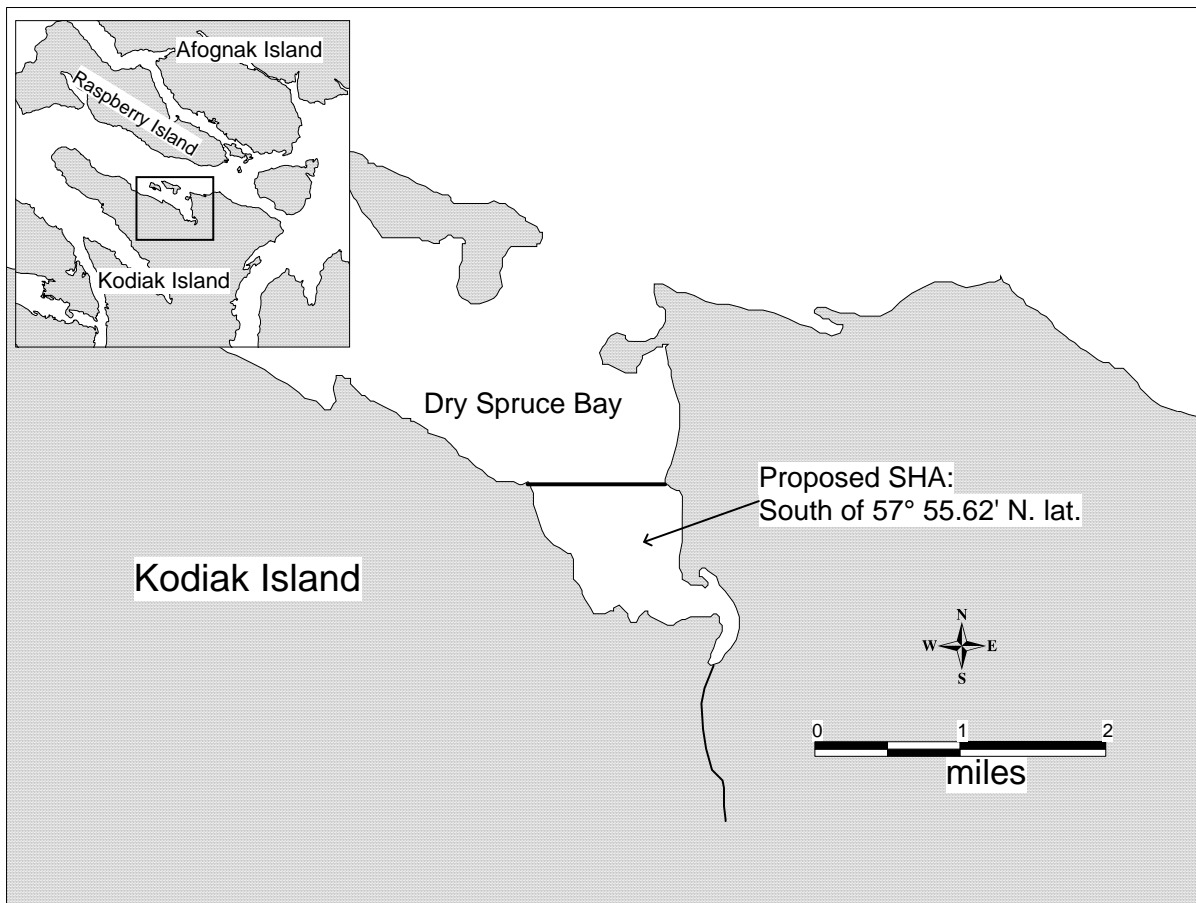 Afognak Island
Raspberry Island
Kodiak Island
Dry Spruce Bay
Proposed SHA:
South of 57° 55.62' N. lat.
Kodiak Island
N
W E
S
0 1 2
miles